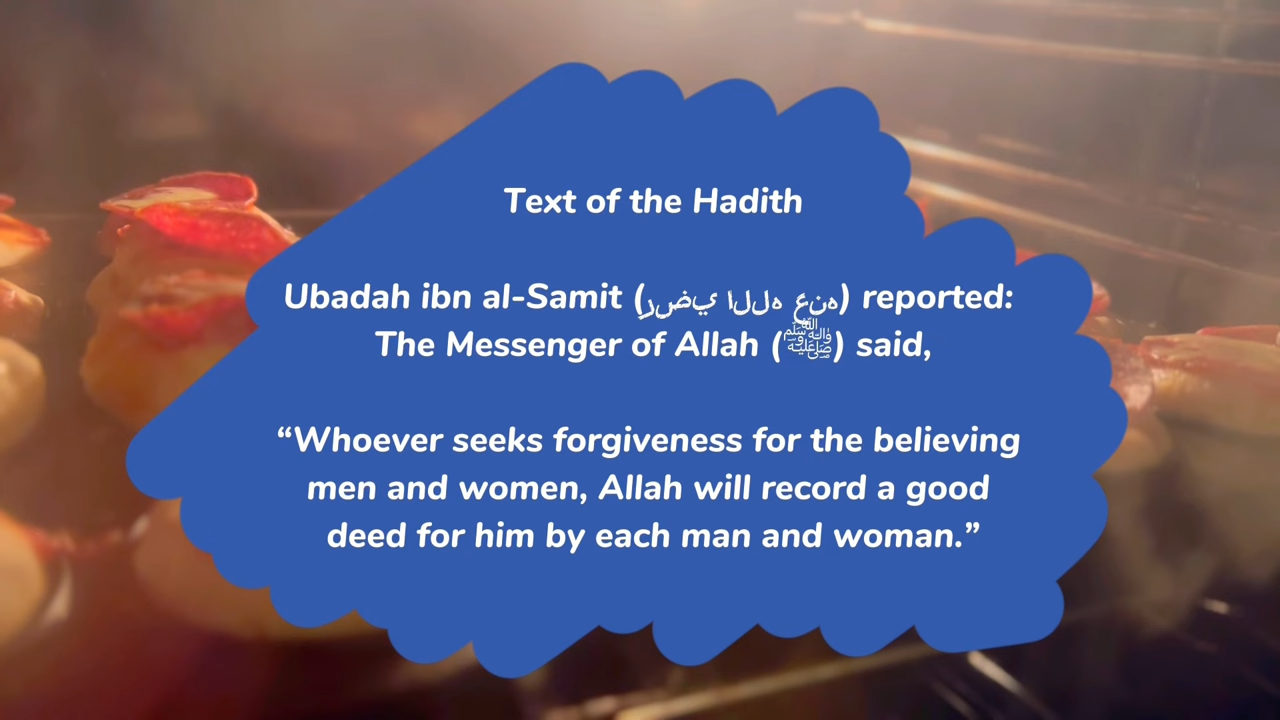 Text of the Hadith
Ubadah ibn al-Samit (رضي الله عنه) reported:
The Messenger of Allah (ﷺ) said,
“Whoever seeks forgiveness for the believing
men and women, Allah will record a good
deed for him by each man and woman.”